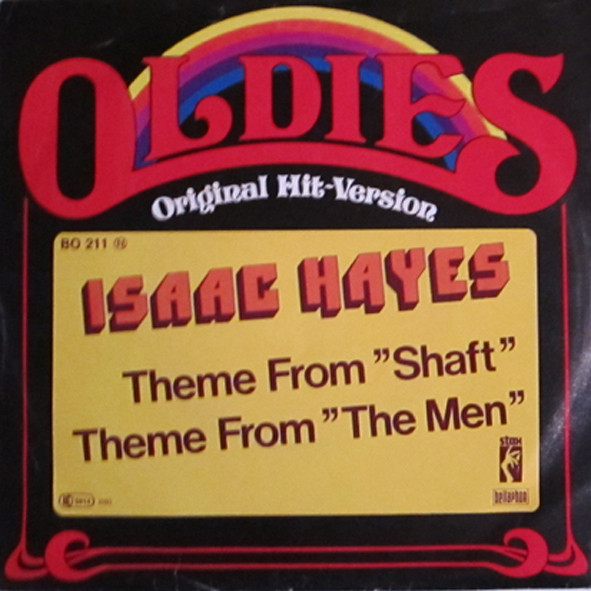 OLDIES
Original Hit-Version
BO 211 Ⓝ
ISAAC HAYES
Theme From ”Shaft”
Theme From ”The Men”
stax
bellaphon